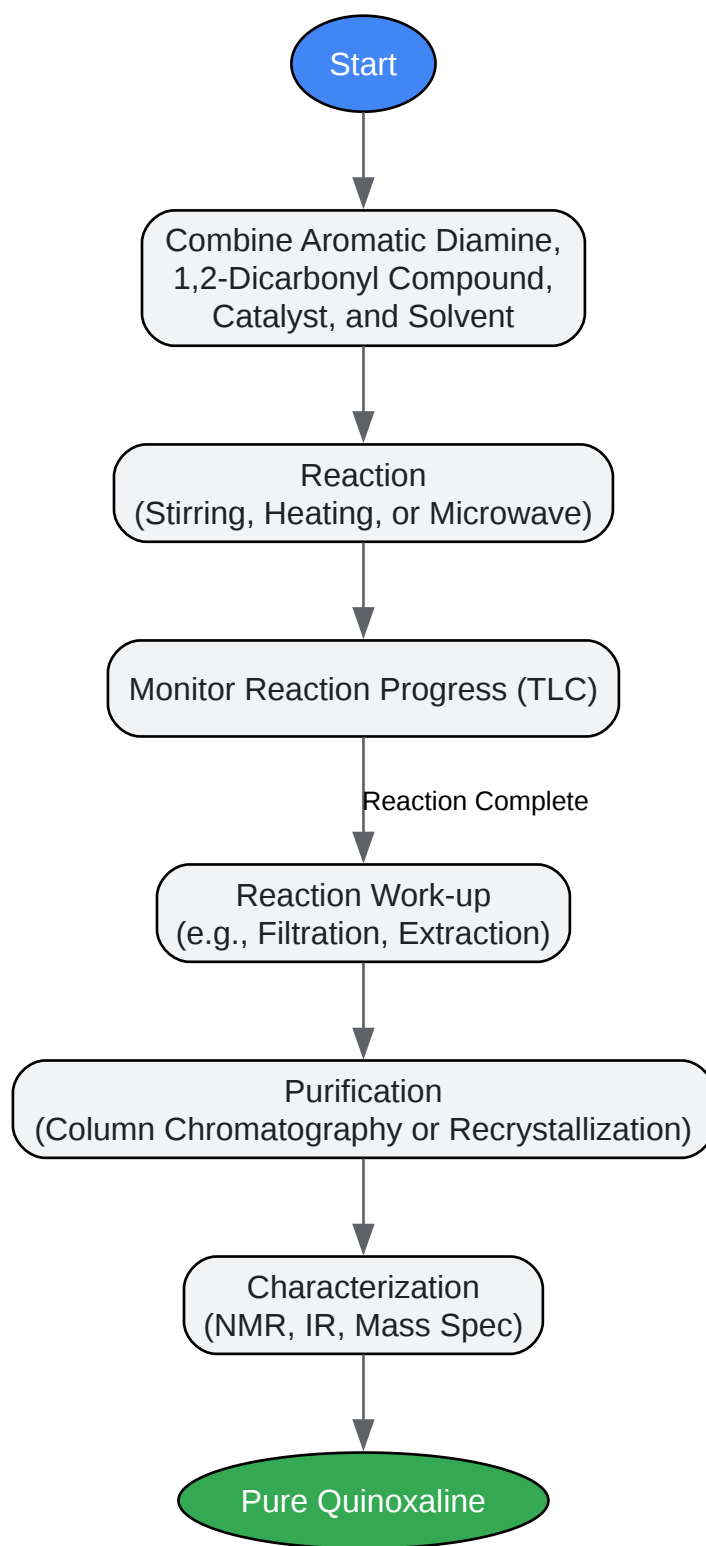 Start
Combine Aromatic Diamine,
1,2-Dicarbonyl Compound,
Catalyst, and Solvent
Reaction
(Stirring, Heating, or Microwave)
Monitor Reaction Progress (TLC)
Reaction Complete
Reaction Work-up
(e.g., Filtration, Extraction)
Purification
(Column Chromatography or Recrystallization)
Characterization
(NMR, IR, Mass Spec)
Pure Quinoxaline